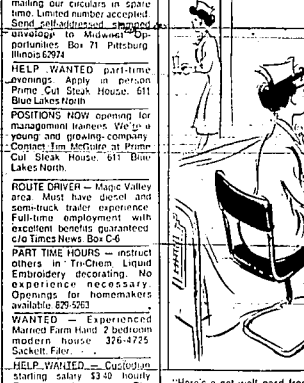 mailing our circulars in spare
time. Limited number accepted.
Send self-addressed stamped
envelope to Midwest Op-
portunities Box 71 Pittsburg
Illinois 62974
HELP WANTED part-time
evenings. Apply in person
Prime Cut Steak House. 611
Blue Lakes North
POSITIONS NOW opening for
management trainees. We're a
young and growing company.
Contact Tim McGuire at Prime
Cut Steak House. 611 Blue
Lakes North.
ROUTE DRIVER — Magic Valley
area. Must have diesel and
semi-truck trailer experience.
Full-time employment with
excellent benefits guaranteed.
c/o Times News. Box C-6
PART TIME HOURS — instruct
others in Tri-Chem, Liquid
Embroidery decorating. No
experience necessary.
Openings for homemakers
available. 829-5263
WANTED — Experienced
Married Farm Hand 2 bedroom
modern house 326-4725
Sackett, Filer.
HELP WANTED — Custodian
starting salary $3.40 hourly
"Here's a get-well card